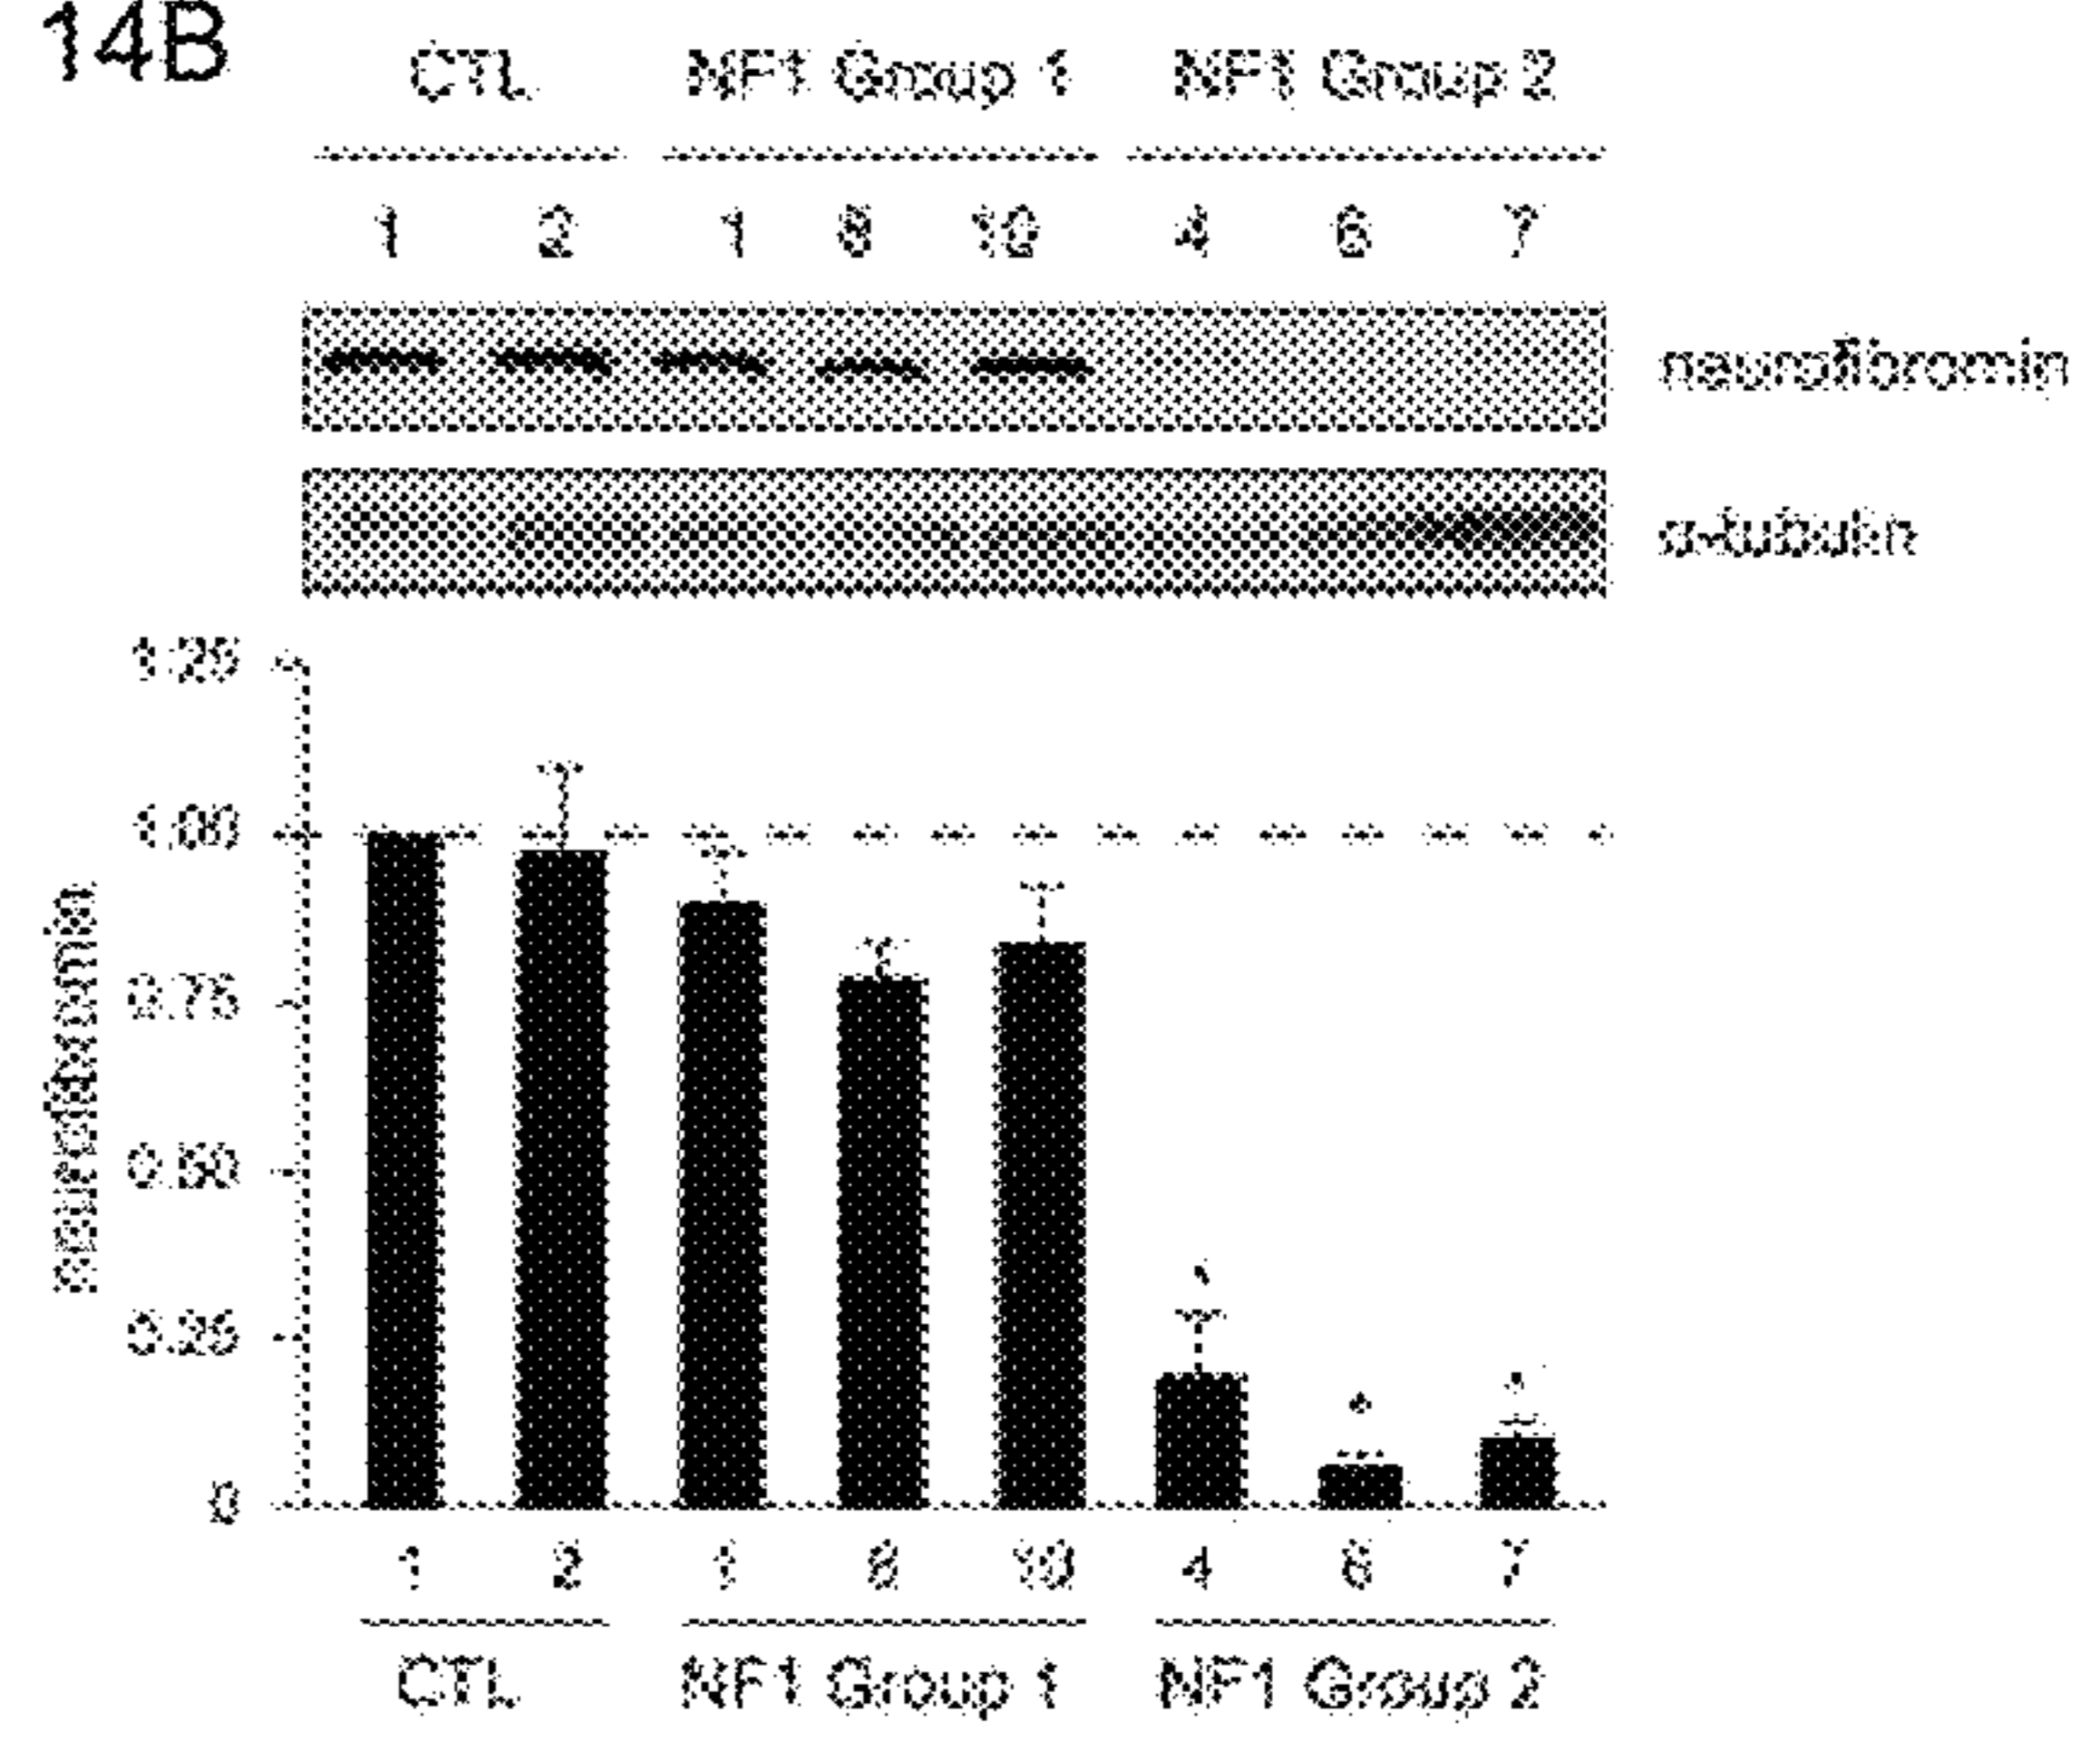 14B
CTL NF1 Group 1 NF1 Group 2
1 2 1 8 10 4 6 7
neurofibromin
α-tubulin
1.25
1.00
0.75
0.50
0.25
0
neurofibromin
1 2 1 8 10 4 6 7
CTL NF1 Group 1 NF1 Group 2